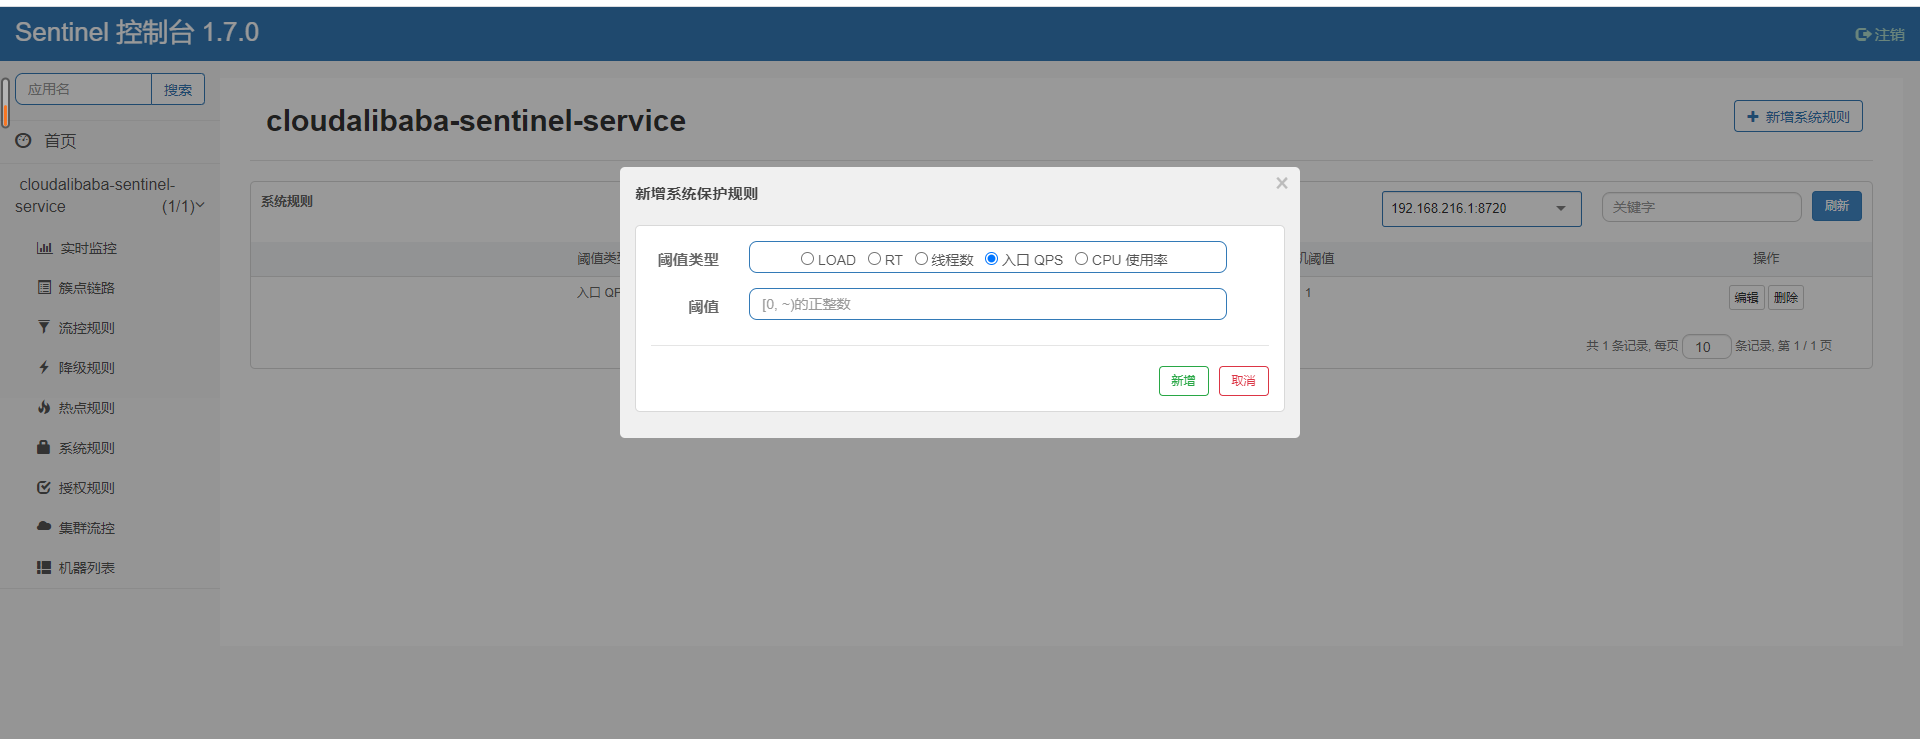 Sentinel 控制台 1.7.0
注销
应用名
搜索
首页
cloudalibaba-sentinel-
service (1/1)
实时监控
簇点链路
流控规则
降级规则
热点规则
系统规则
授权规则
集群流控
机器列表
cloudalibaba-sentinel-service
新增系统规则
系统规则
192.168.216.1:8720
关键字
刷新
阈值类 阈值 操作
入口 1 编辑 删除
共 1 条记录, 每页 10 条记录, 第 1 / 1 页
新增系统保护规则
×
阈值类型 LOAD RT 线程数 入口 QPS CPU 使用率
阈值 [0, ~)的正整数
新增 取消